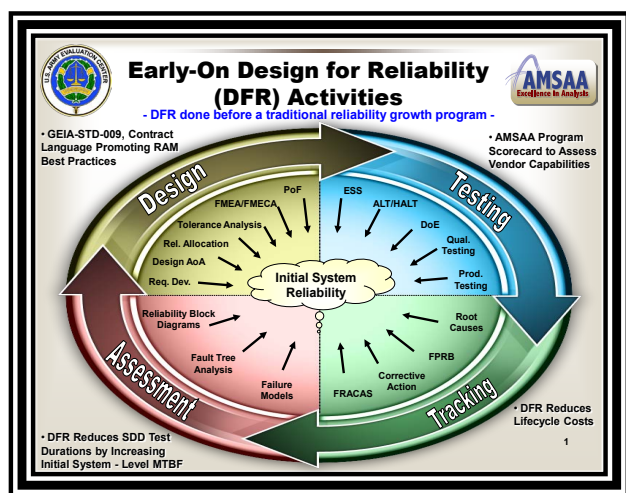 U.S. ARMY EVALUATION CENTER
Early-On Design for Reliability
(DFR) Activities
- DFR done before a traditional reliability growth program -
AMSAA
Excellence In Analysis
• GEIA-STD-009, Contract
Language Promoting RAM
Best Practices
• AMSAA Program
Scorecard to Assess
Vendor Capabilities
Design
PoF
FMEA/FMECA
Tolerance Analysis
Rel. Allocation
Design AoA
Req. Dev.
Testing
ESS
ALT/HALT
DoE
Qual.
Testing
Prod.
Testing
Initial System
Reliability
Assessment
Reliability Block
Diagrams
Fault Tree
Analysis
Failure
Models
Tracking
Root
Causes
FPRB
Corrective
Action
FRACAS
• DFR Reduces SDD Test
Durations by Increasing
Initial System - Level MTBF
• DFR Reduces
Lifecycle Costs
1